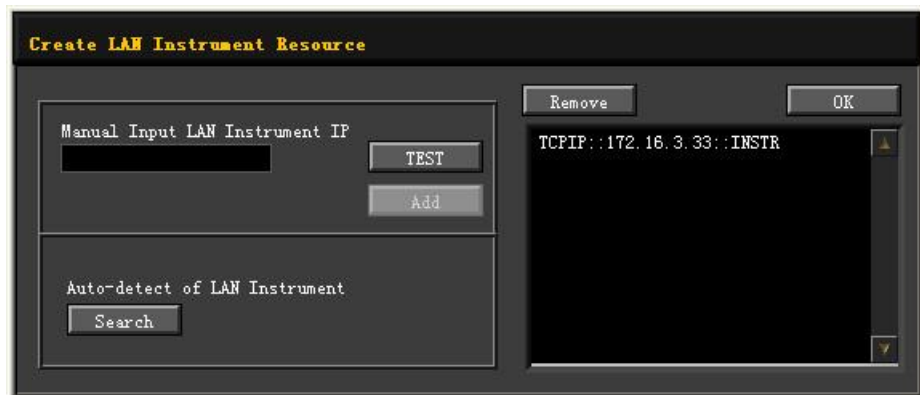 Create LAN Instrument Resource
Manual Input LAN Instrument IP
TEST
Add
Auto-detect of LAN Instrument
Search
Remove
OK
TCPIP::172.16.3.33::INSTR